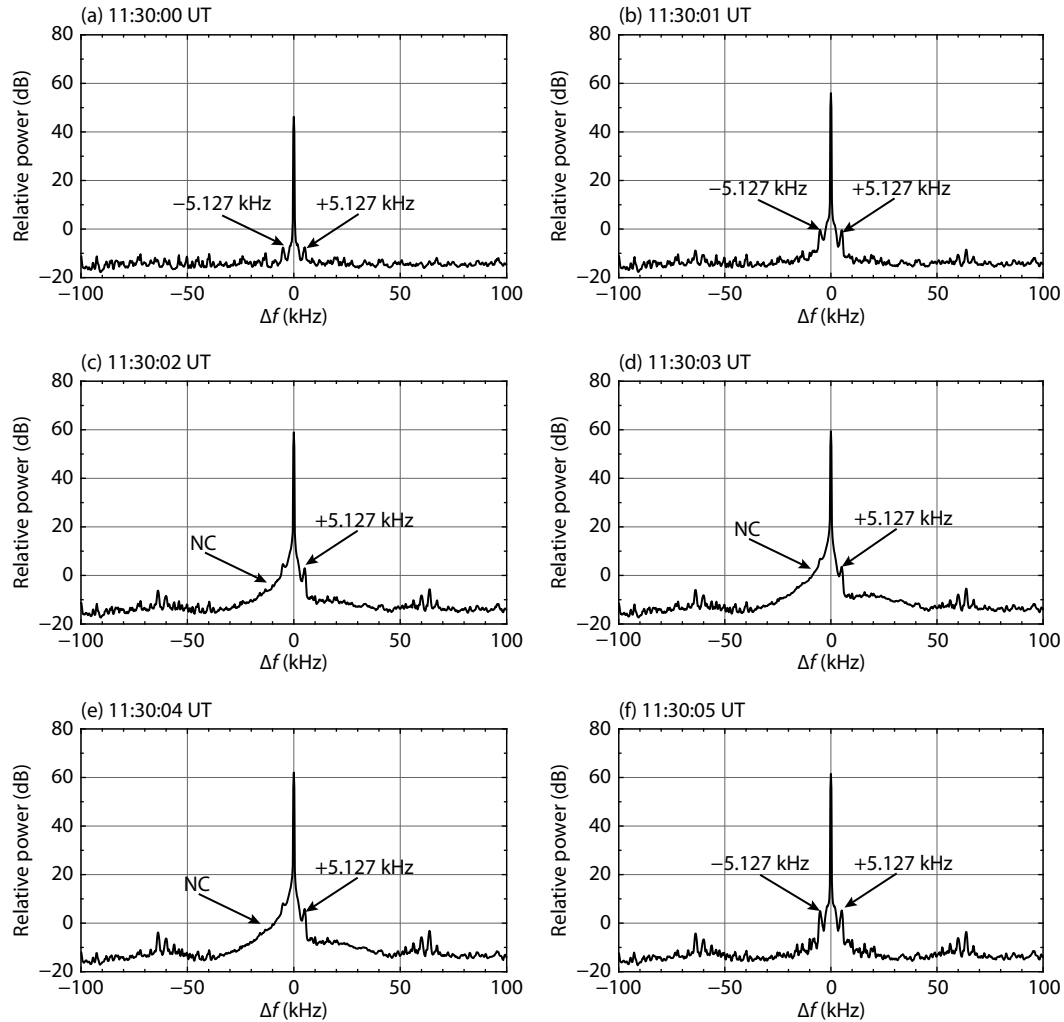 (a) 11:30:00 UT
80
60
40
20
0
−20
Relative power (dB)
−5.127 kHz
+5.127 kHz
−100
−50
0
50
100
Δf (kHz)
(b) 11:30:01 UT
80
60
40
20
0
−20
Relative power (dB)
−5.127 kHz
+5.127 kHz
−100
−50
0
50
100
Δf (kHz)
(c) 11:30:02 UT
80
60
40
20
0
−20
Relative power (dB)
NC
+5.127 kHz
−100
−50
0
50
100
Δf (kHz)
(d) 11:30:03 UT
80
60
40
20
0
−20
Relative power (dB)
NC
+5.127 kHz
−100
−50
0
50
100
Δf (kHz)
(e) 11:30:04 UT
80
60
40
20
0
−20
Relative power (dB)
NC
+5.127 kHz
−100
−50
0
50
100
Δf (kHz)
(f) 11:30:05 UT
80
60
40
20
0
−20
Relative power (dB)
−5.127 kHz
+5.127 kHz
−100
−50
0
50
100
Δf (kHz)